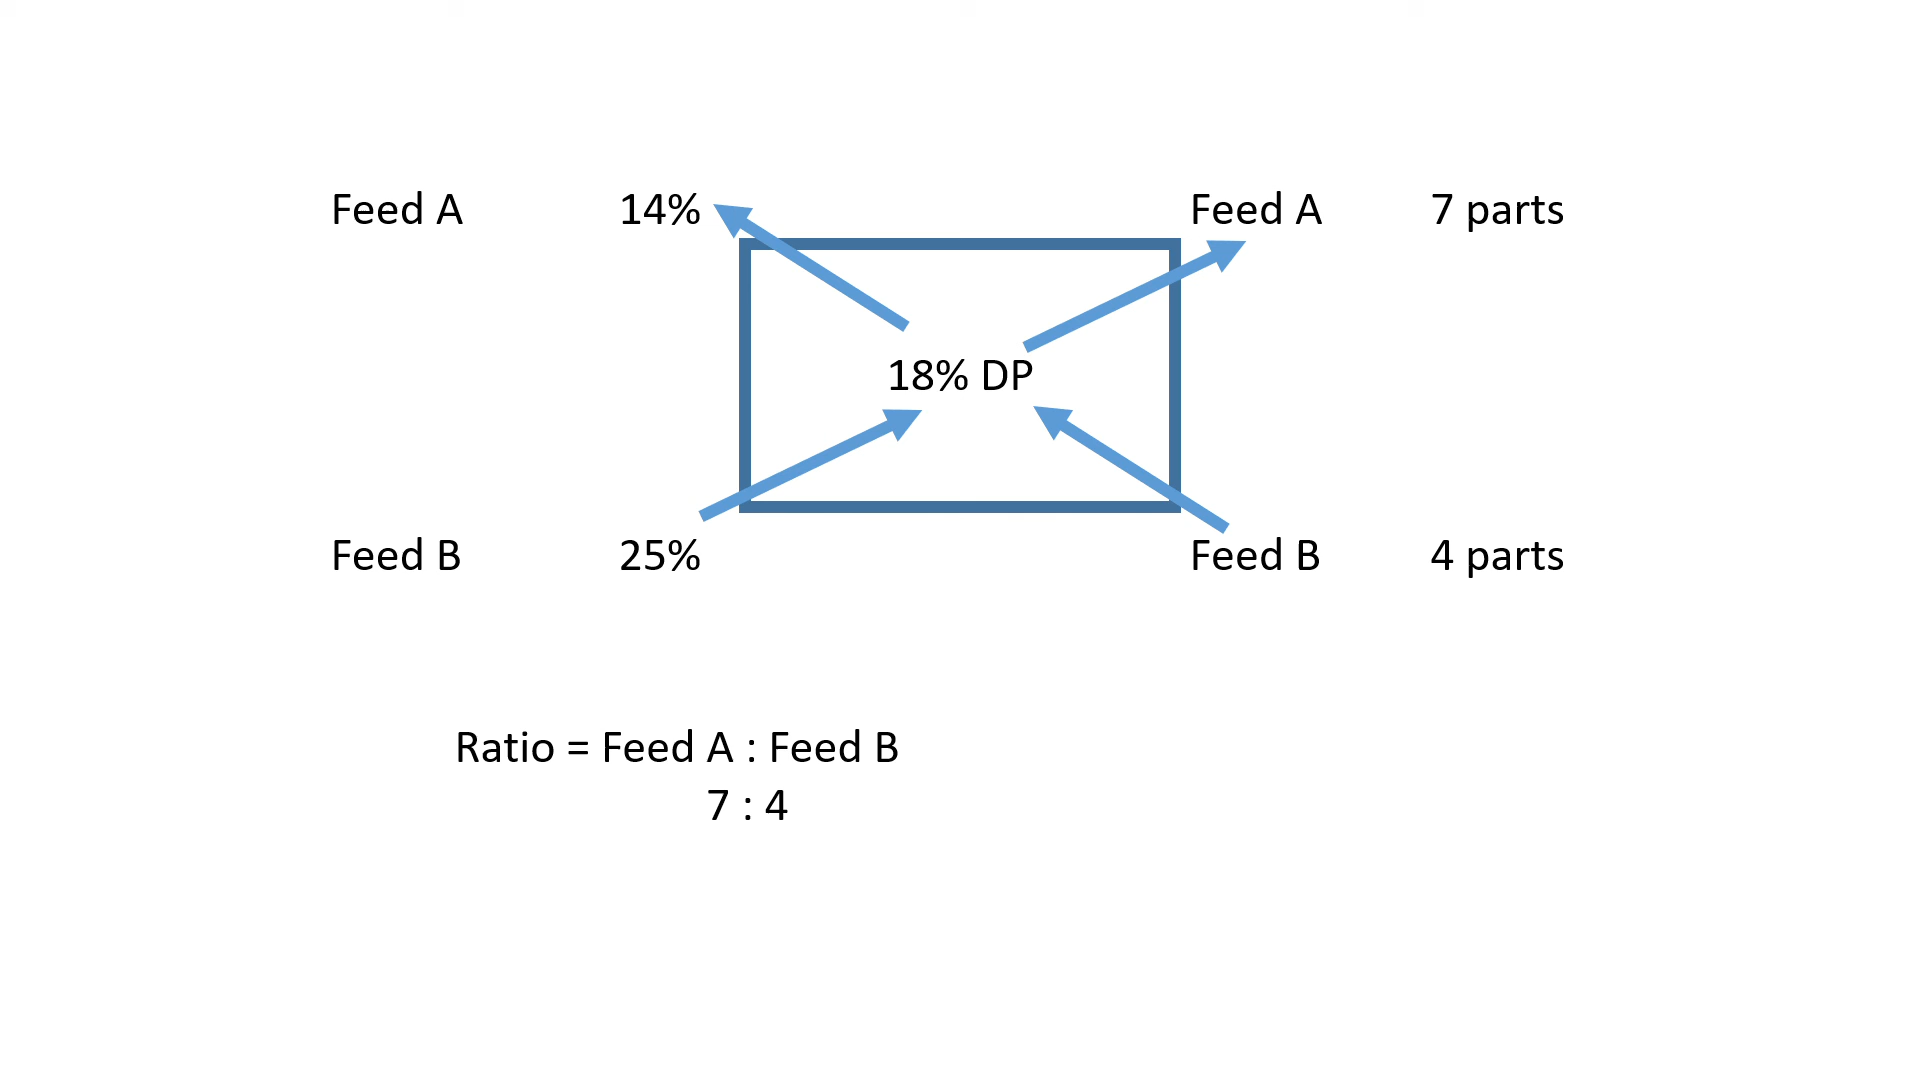 Feed A 14% Feed A 7 parts
18% DP
Feed B 25% Feed B 4 parts
Ratio = Feed A : Feed B
7 : 4